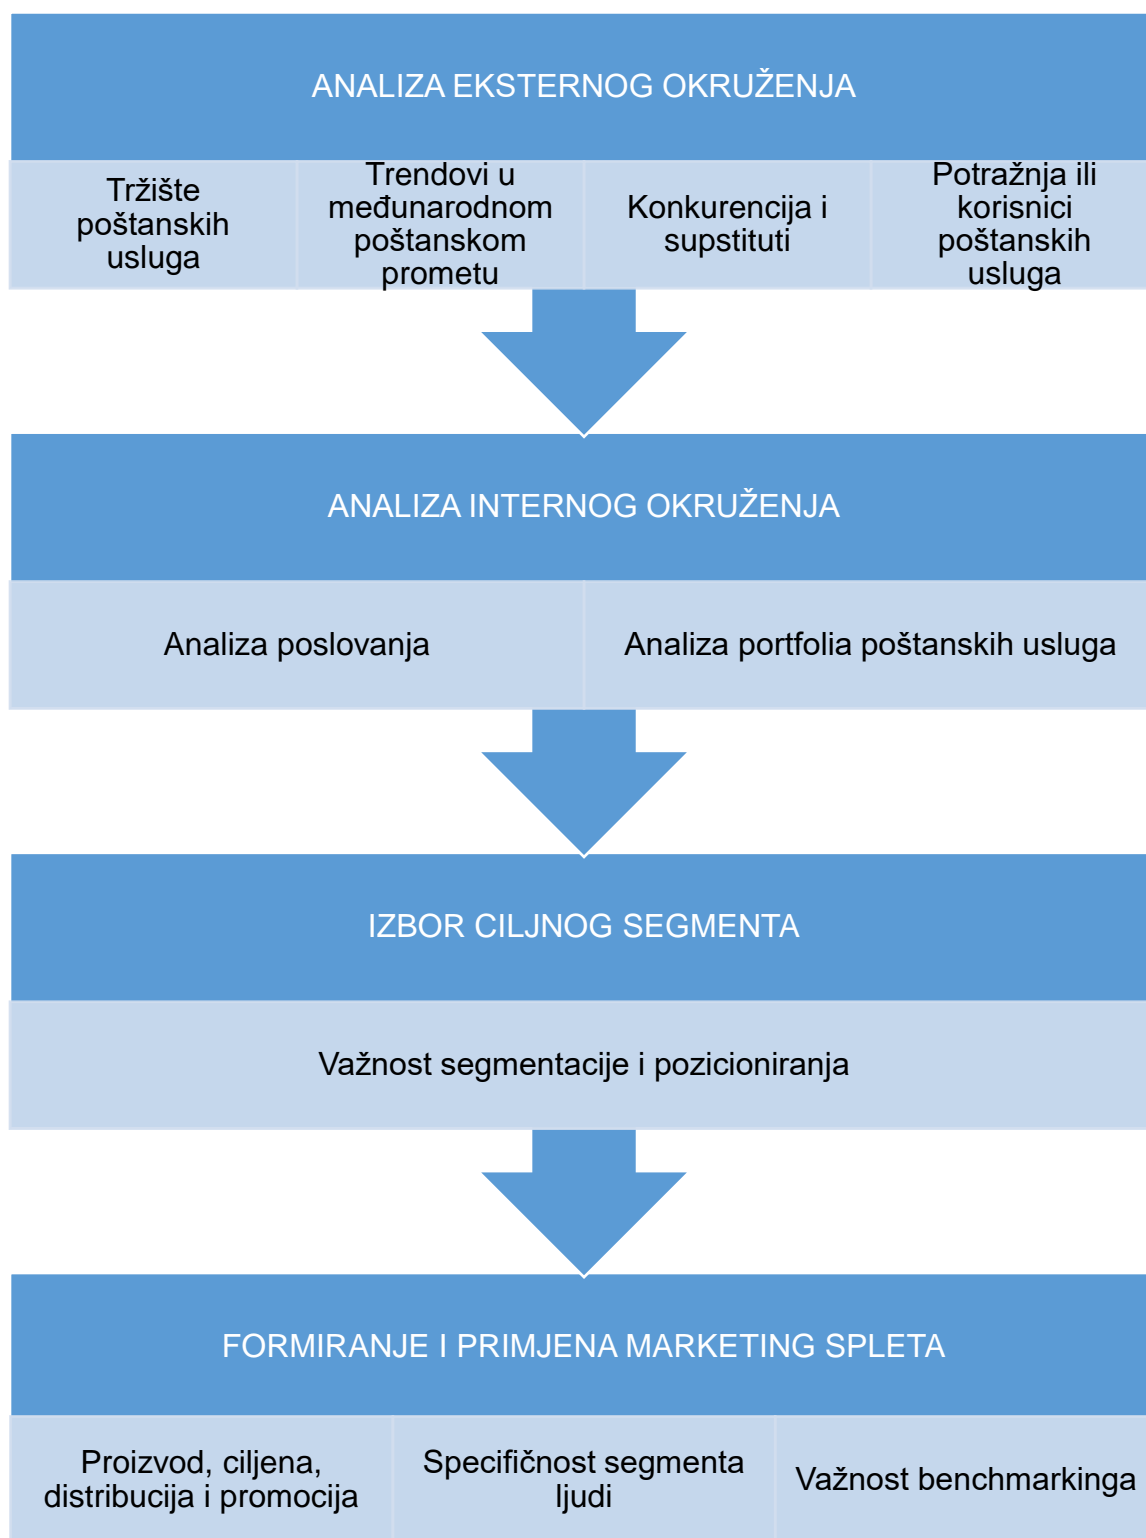 ANALIZA EKSTERNOG OKRUŽENJA
Tržište
poštanskih
usluga
Trendovi u
međunarodnom
poštanskom
prometu
Konkurencija i
supstituti
Potražnja ili
korisnici
poštanskih
usluga
ANALIZA INTERNOG OKRUŽENJA
Analiza poslovanja
Analiza portfolia poštanskih usluga
IZBOR CILJNOG SEGMENTA
Važnost segmentacije i pozicioniranja
FORMIRANJE I PRIMJENA MARKETING SPLETA
Proizvod, ciljena,
distribucija i promocija
Specifičnost segmenta
ljudi
Važnost benchmarkinga